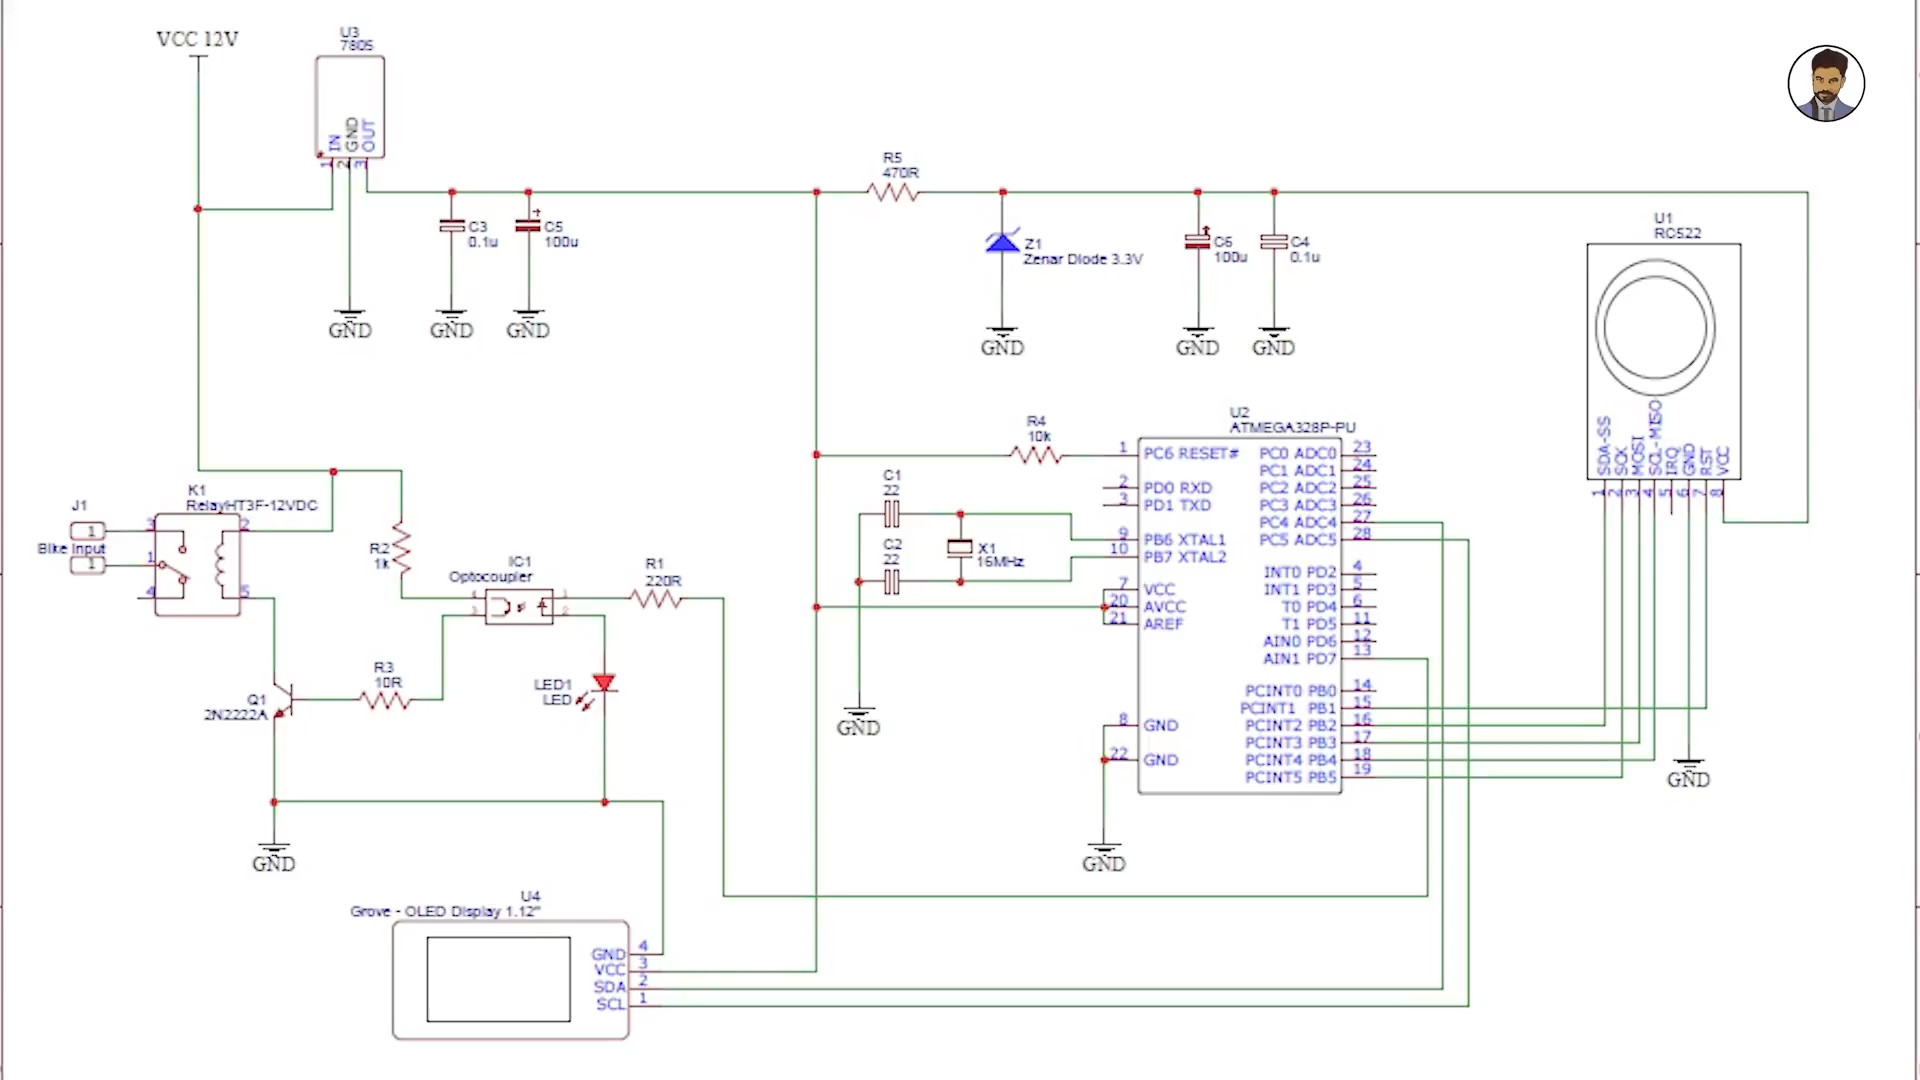 VCC 12V
U3
7805
IN
GND
OUT
1
2
3
C3
0.1u
C5
100u
GND
GND
GND
R5
470R
Z1
Zenar Diode 3.3V
C6
100u
C4
0.1u
GND
GND
GND
U1
RC522
SDA-SS
SCK
MOSI
SCL-MISO
IRQ
GND
RST
VCC
1
2
3
4
5
6
7
8
GND
K1
RelayHT3F-12VDC
J1
1
Bike Input
1
3
1
4
2
5
R2
1k
IC1
Optocoupler
4
3
1
2
R1
220R
R3
10R
Q1
2N2222A
LED1
LED
GND
R4
10k
C1
22
C2
22
X1
16MHz
GND
U2
ATMEGA328P-PU
1 PC6 RESET#
2 PD0 RXD
3 PD1 TXD
9 PB6 XTAL1
10 PB7 XTAL2
7 VCC
20 AVCC
21 AREF
8 GND
22 GND
PC0 ADC0 23
PC1 ADC1 24
PC2 ADC2 25
PC3 ADC3 26
PC4 ADC4 27
PC5 ADC5 28
INT0 PD2 4
INT1 PD3 5
T0 PD4 6
T1 PD5 11
AIN0 PD6 12
AIN1 PD7 13
PCINT0 PB0 14
PCINT1 PB1 15
PCINT2 PB2 16
PCINT3 PB3 17
PCINT4 PB4 18
PCINT5 PB5 19
GND
U4
Grove - OLED Display 1.12"
GND 4
VCC 3
SDA 2
SCL 1